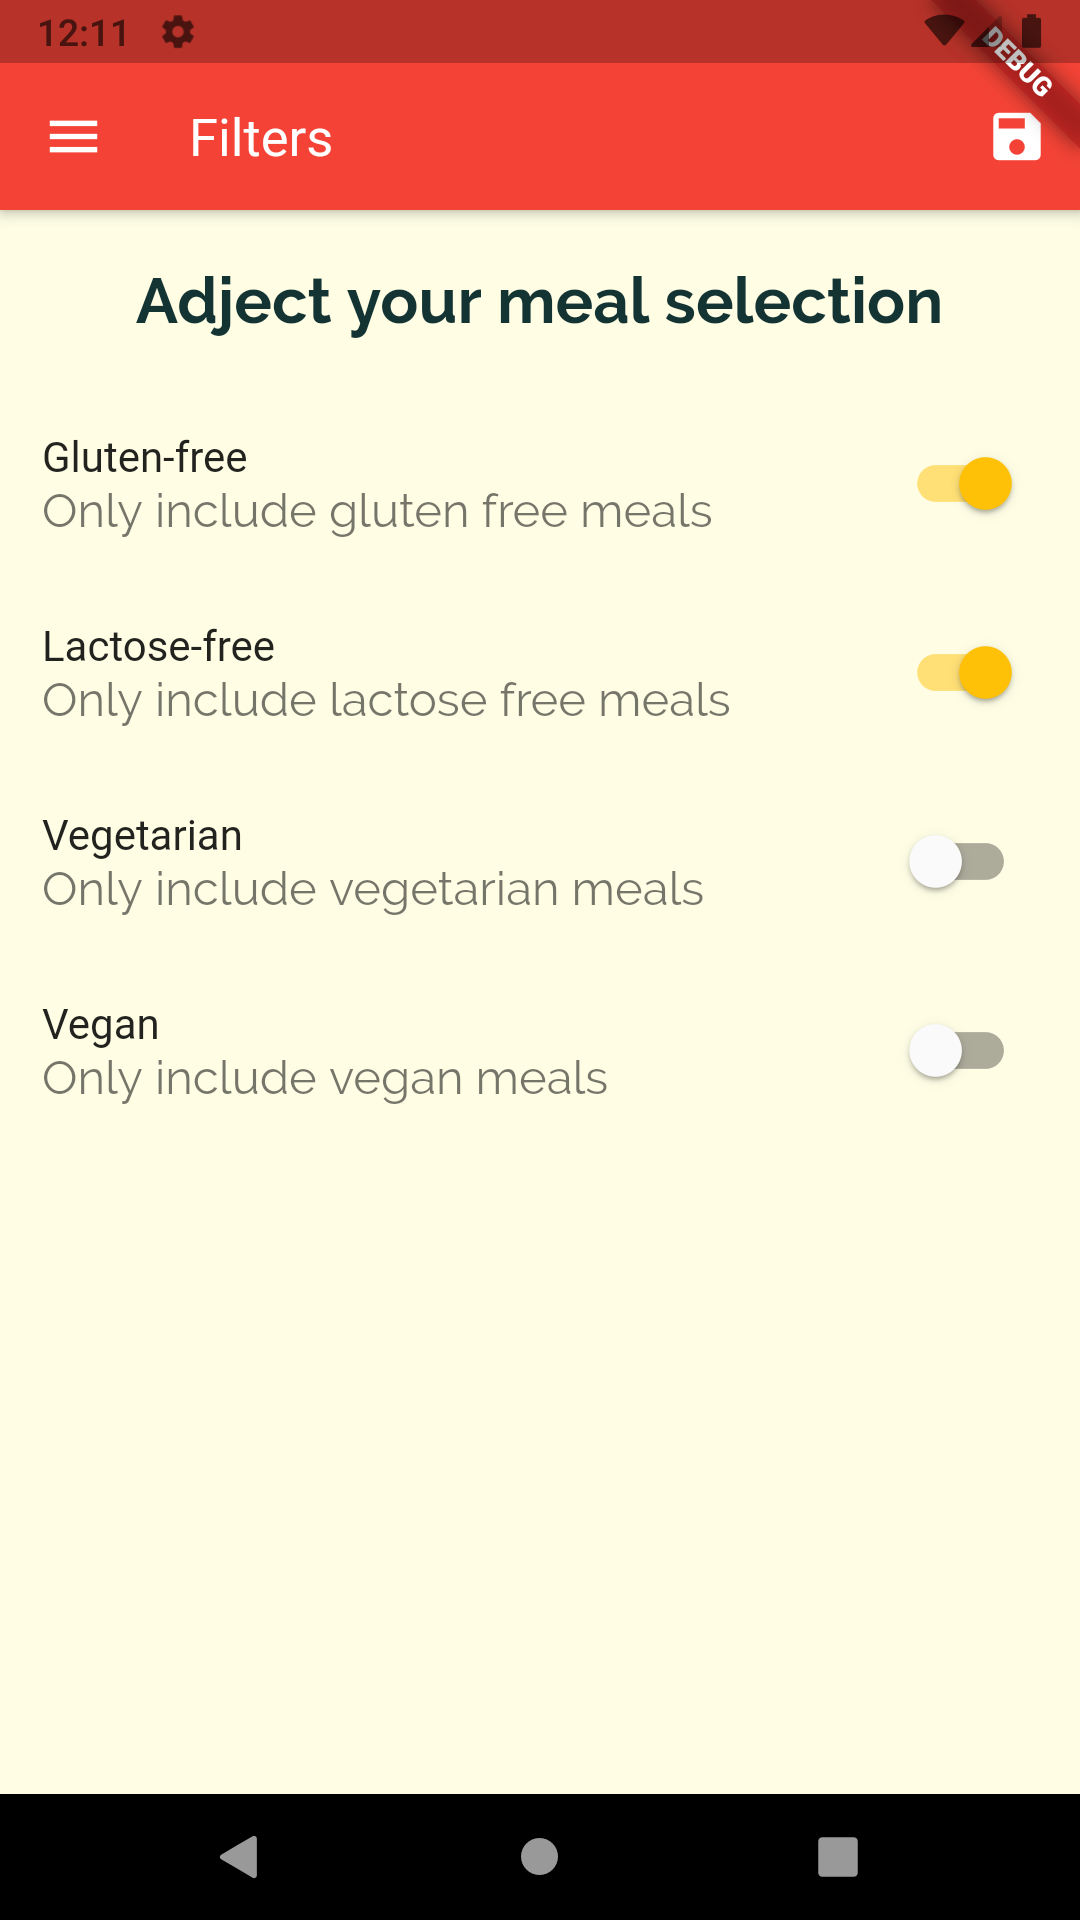 12:11
DEBUG
Filters
Adject your meal selection
Gluten-free
Only include gluten free meals
Lactose-free
Only include lactose free meals
Vegetarian
Only include vegetarian meals
Vegan
Only include vegan meals